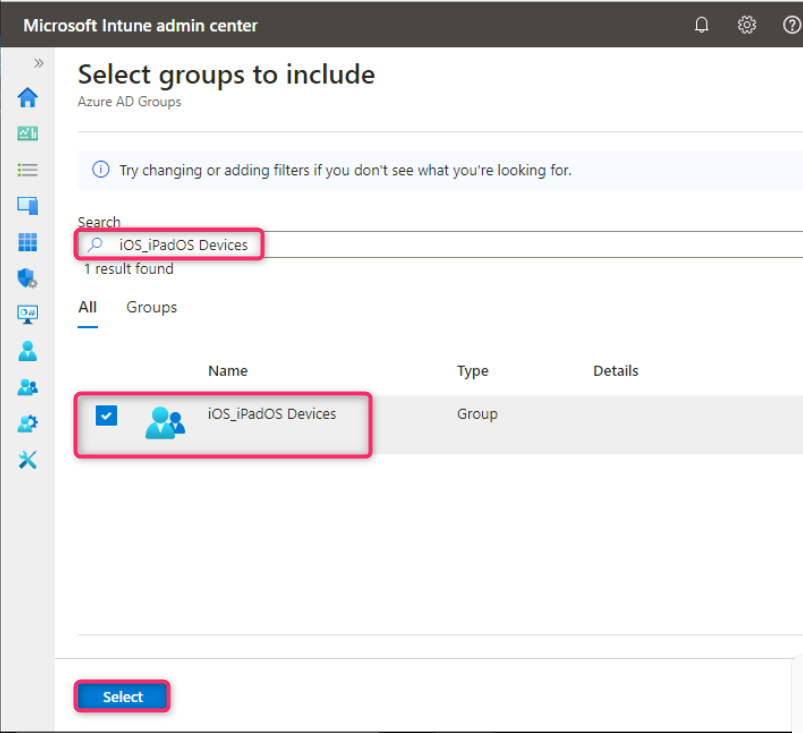 Microsoft Intune admin center
Select groups to include
Azure AD Groups
Try changing or adding filters if you don't see what you're looking for.
Search
iOS_iPadOS Devices
1 result found
All Groups
Name Type Details
iOS_iPadOS Devices Group
Select